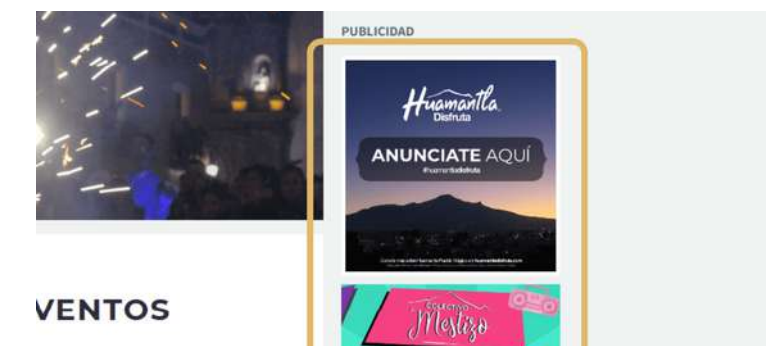 PUBLICIDAD
Huamantla
Disfruta
ANUNCIATE AQUÍ
#huamantladisfruta
VENTOS
COLECTIVO
Mestizo